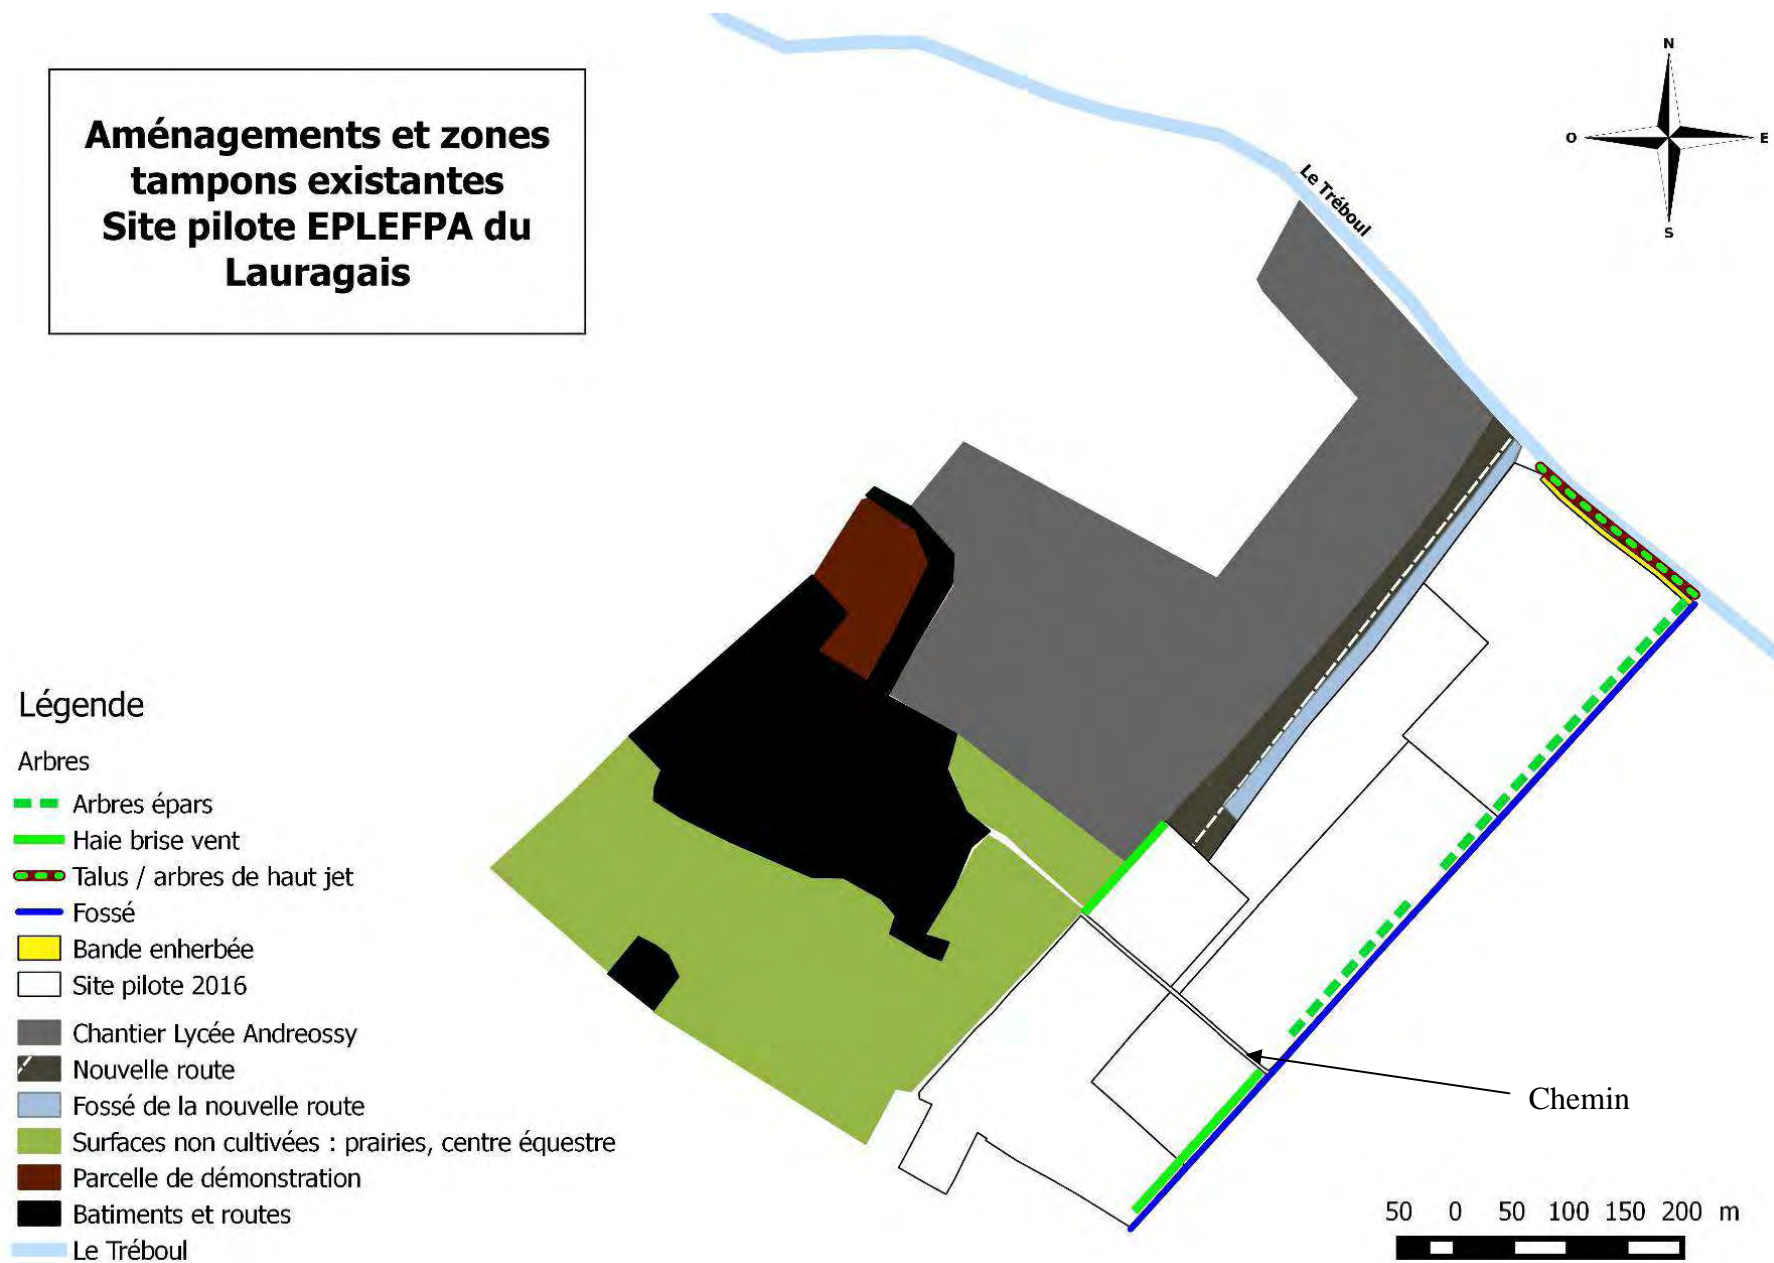 Aménagements et zones
tampons existantes
Site pilote EPLEFPA du
Lauragais
N
O
E
S
Le Tréboul
Légende
Arbres
Arbres épars
Haie brise vent
Talus / arbres de haut jet
Fossé
Bande enherbée
Site pilote 2016
Chantier Lycée Andreossy
Nouvelle route
Fossé de la nouvelle route
Surfaces non cultivées : prairies, centre équestre
Parcelle de démonstration
Batiments et routes
Le Tréboul
Chemin
50 0 50 100 150 200 m